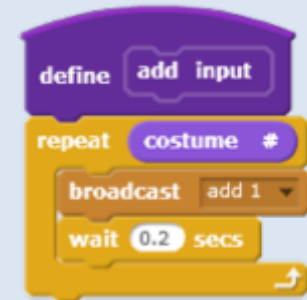 define add input
repeat costume #
broadcast add 1
wait 0.2 secs